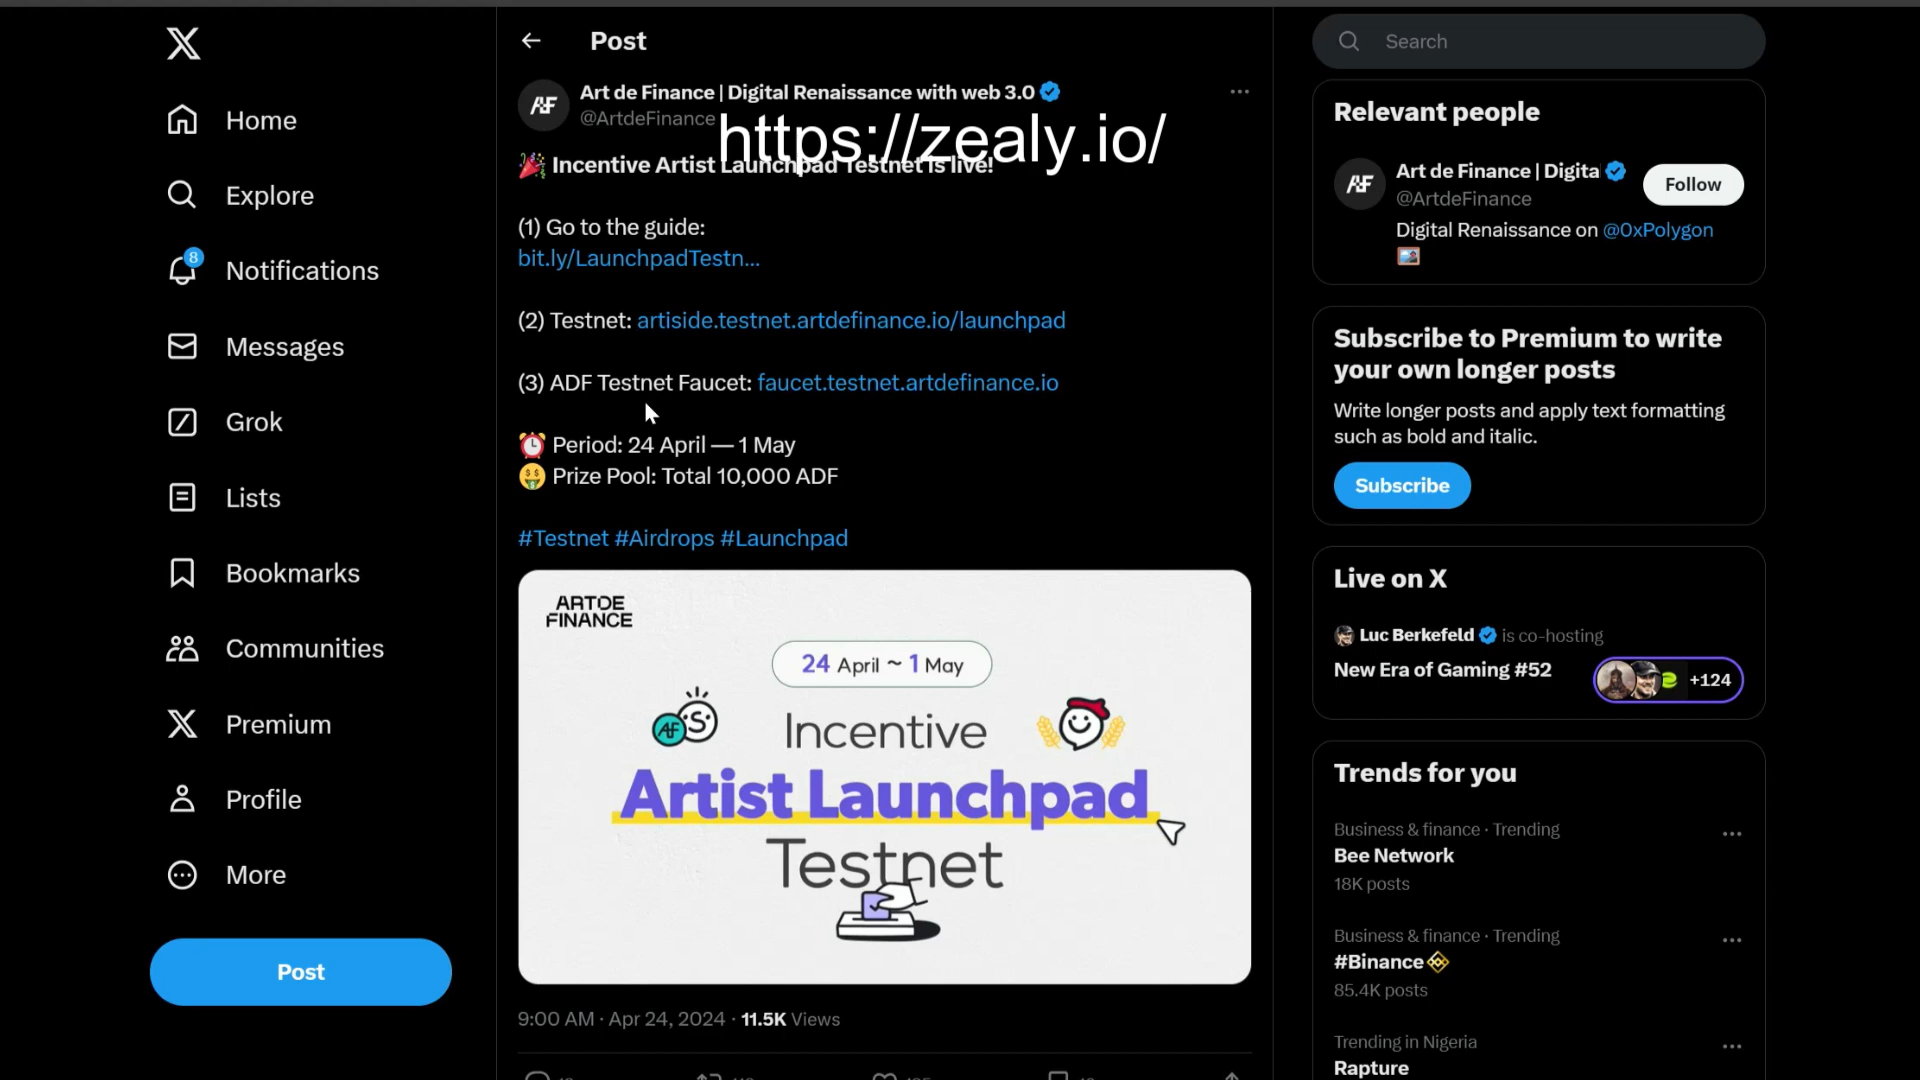 Home
Explore
8
Notifications
Messages
Grok
Lists
Bookmarks
Communities
Premium
Profile
More
Post
Post
Art de Finance | Digital Renaissance with web 3.0
@ArtdeFinance
https://zealy.io/
Incentive Artist Launchpad Testnet is live!
(1) Go to the guide:
bit.ly/LaunchpadTestn...
(2) Testnet: artiside.testnet.artdefinance.io/launchpad
(3) ADF Testnet Faucet: faucet.testnet.artdefinance.io
Period: 24 April — 1 May
Prize Pool: Total 10,000 ADF
#Testnet #Airdrops #Launchpad
ARTDE
FINANCE
24 April ~ 1 May
Incentive
Artist Launchpad
Testnet
9:00 AM · Apr 24, 2024 · 11.5K Views
Search
Relevant people
Art de Finance | Digita
@ArtdeFinance
Follow
Digital Renaissance on @0xPolygon
Subscribe to Premium to write
your own longer posts
Write longer posts and apply text formatting
such as bold and italic.
Subscribe
Live on X
Luc Berkefeld is co-hosting
New Era of Gaming #52
+124
Trends for you
Business & finance · Trending
Bee Network
18K posts
Business & finance · Trending
#Binance
85.4K posts
Trending in Nigeria
Rapture